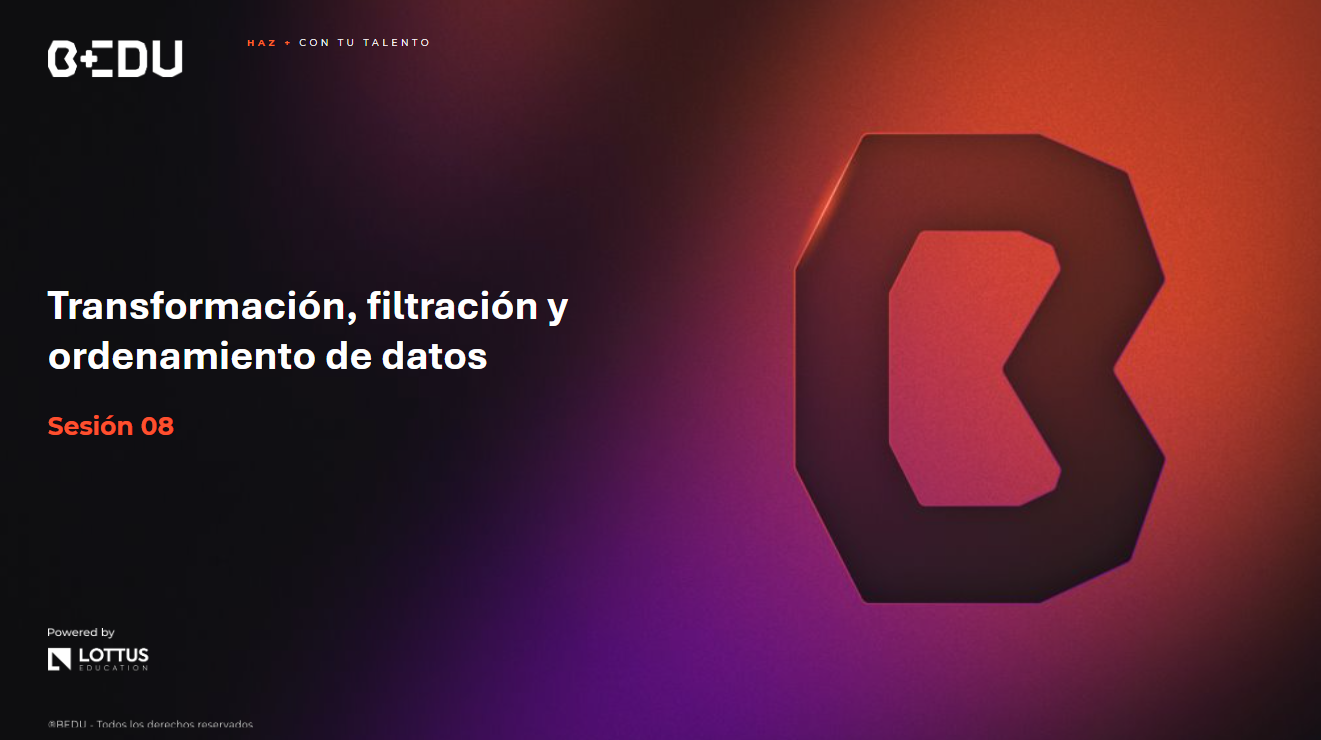 B+EDU
HAZ + CON TU TALENTO
Transformación, filtración y
ordenamiento de datos
Sesión 08
Powered by
LOTTUS
EDUCATION
®BEDU - Todos los derechos reservados